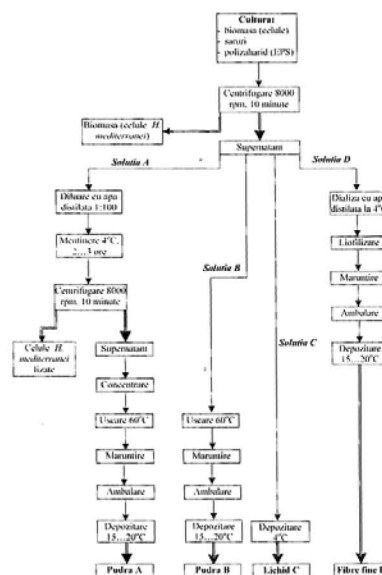 Cultura:
- biomasa (celule)
- saruri
- polizaharid (EPS)
Centrifugare 8000
rpm, 10 minute
Biomasa (celule H.
mediterranei)
Supernatant
Solutia A
Solutia D
Diluare cu apa
distilata 1:100
Dializa cu apa
distilata la 4°C
Mentinere 4°C,
2...3 ore
Liofilizare
Solutia B
Maruntire
Centrifugare 8000
rpm, 10 minute
Ambalare
Solutia C
Celule H.
mediterranei
lizate
Supernatant
Depozitare
15...20°C
Concentrare
Uscare 60°C
Uscare 60°C
Maruntire
Maruntire
Ambalare
Ambalare
Depozitare
15...20°C
Depozitare
15...20°C
Depozitare
4°C
Pudra A
Pudra B
Lichid C
Fibre fine